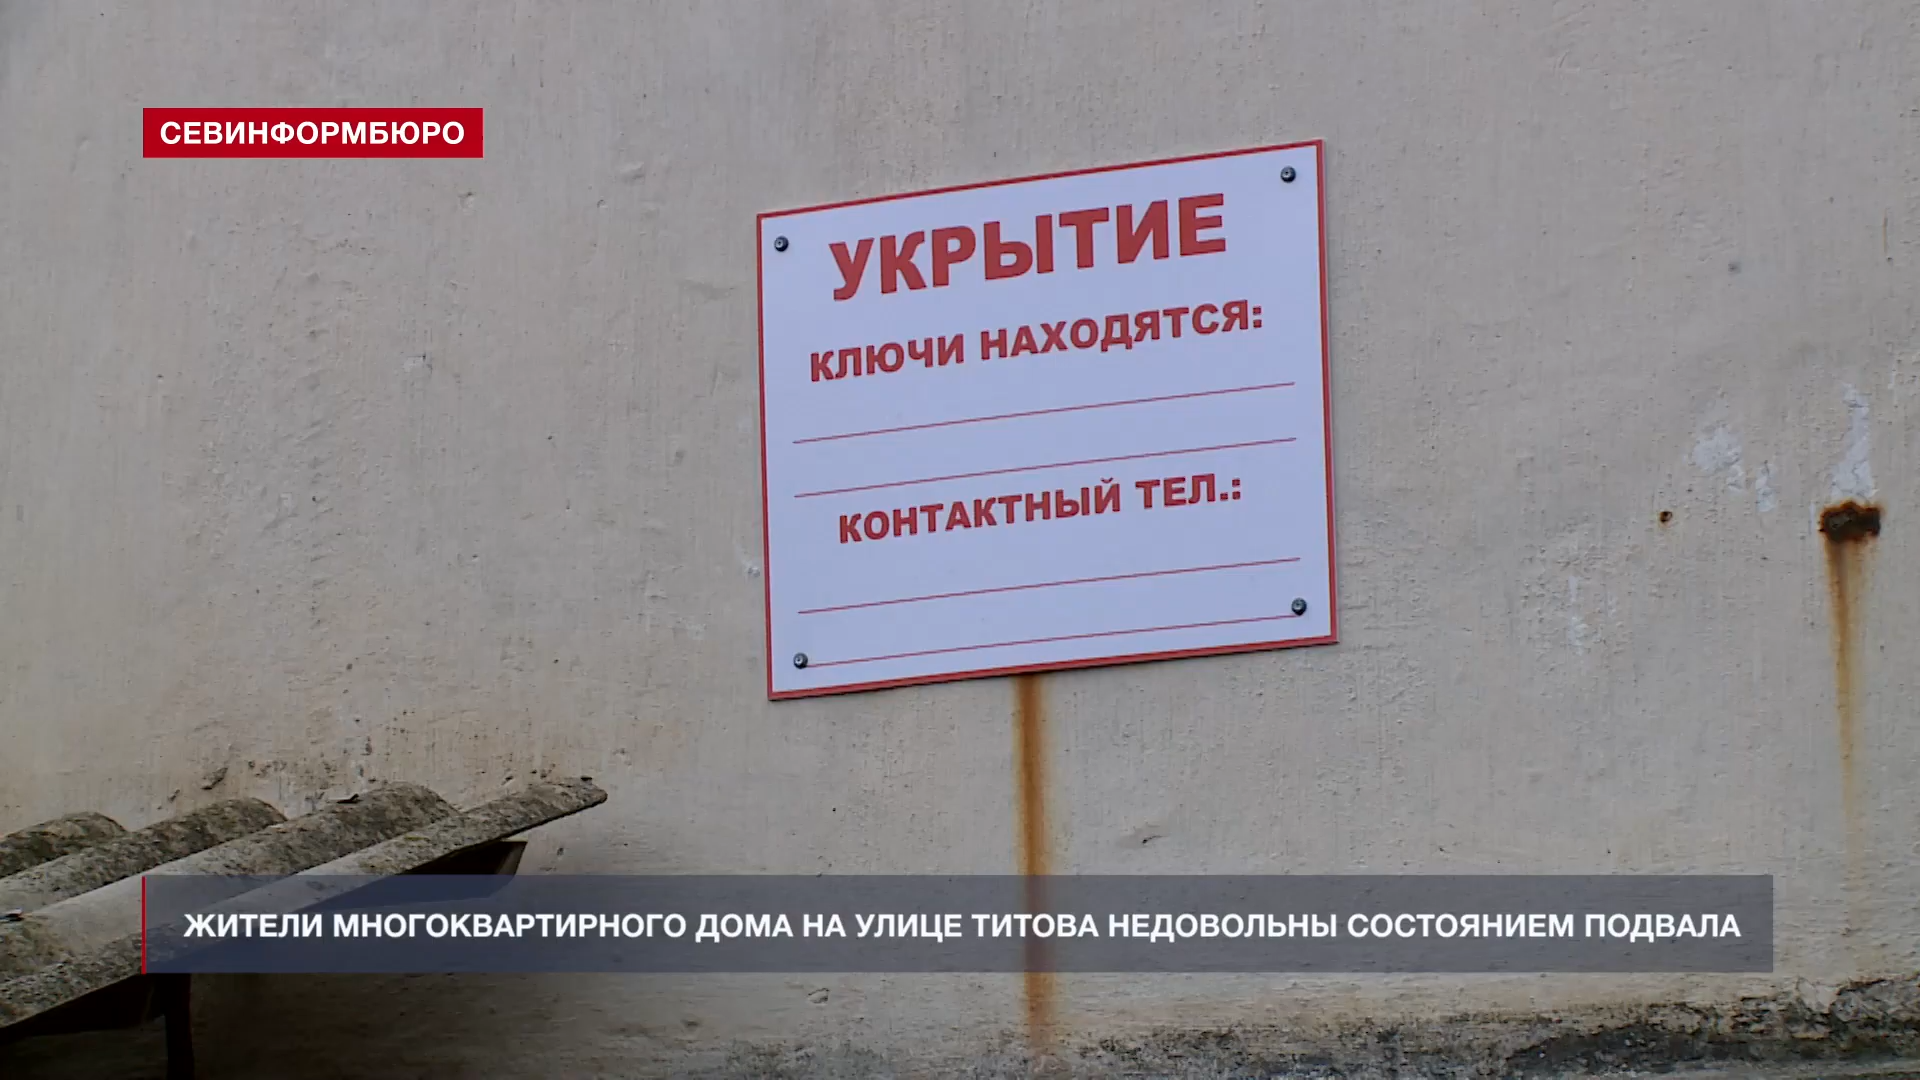 СЕВИНФОРМБЮРО
УКРЫТИЕ
КЛЮЧИ НАХОДЯТСЯ:
КОНТАКТНЫЙ ТЕЛ.:
ЖИТЕЛИ МНОГОКВАРТИРНОГО ДОМА НА УЛИЦЕ ТИТОВА НЕДОВОЛЬНЫ СОСТОЯНИЕМ ПОДВАЛА